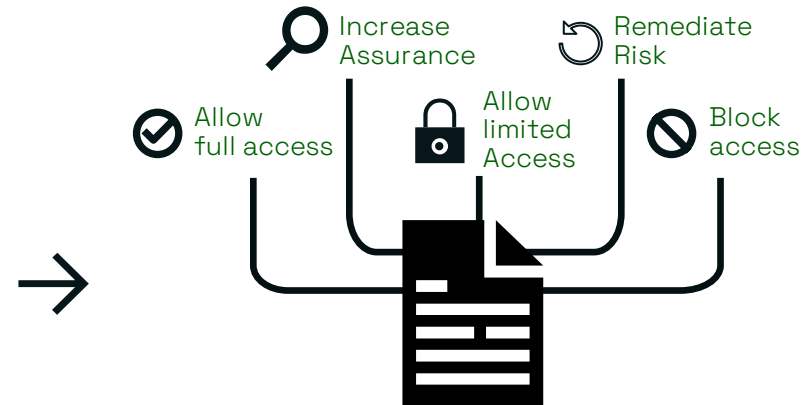 Increase
Assurance
Remediate
Risk
Allow
full access
Allow
limited
Access
Block
access